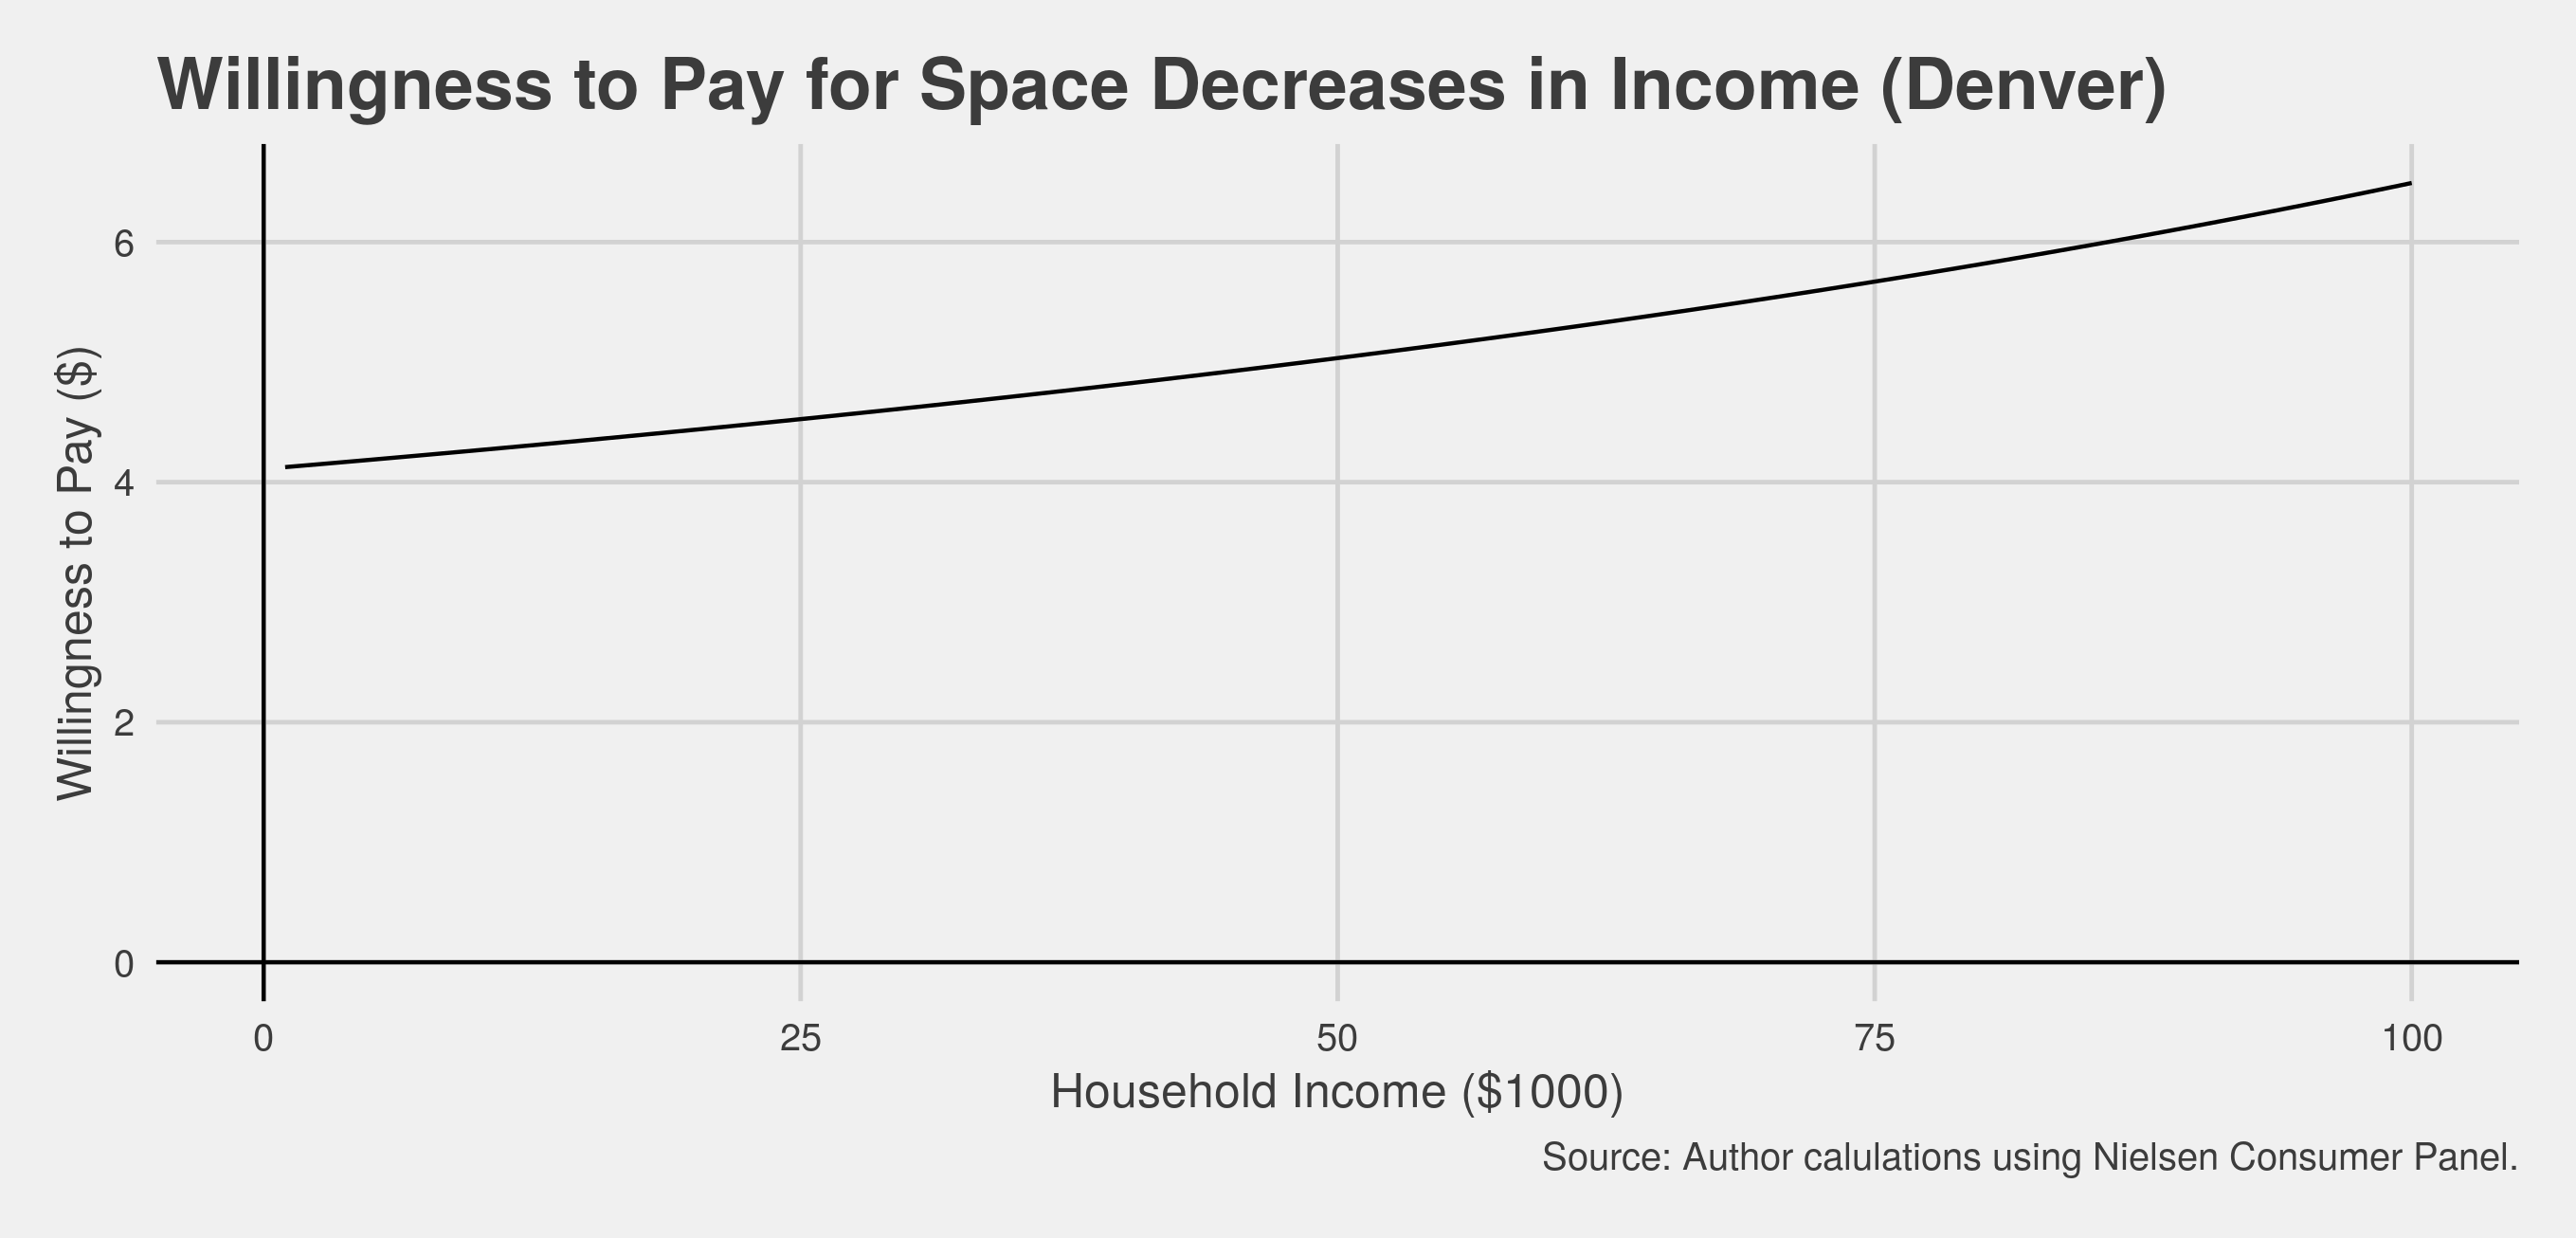 Willingness to Pay for Space Decreases in Income (Denver)
Willingness to Pay ($)
6
4
2
0
0 25 50 75 100
Household Income ($1000)
Source: Author calulations using Nielsen Consumer Panel.